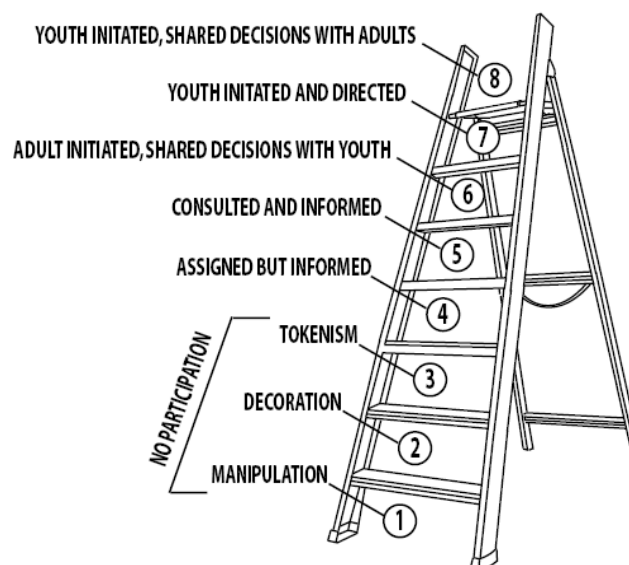 YOUTH INITATED, SHARED DECISIONS WITH ADULTS
8
YOUTH INITATED AND DIRECTED
7
ADULT INITIATED, SHARED DECISIONS WITH YOUTH
6
CONSULTED AND INFORMED
5
ASSIGNED BUT INFORMED
4
TOKENISM
3
DECORATION
2
MANIPULATION
1
NO PARTICIPATION